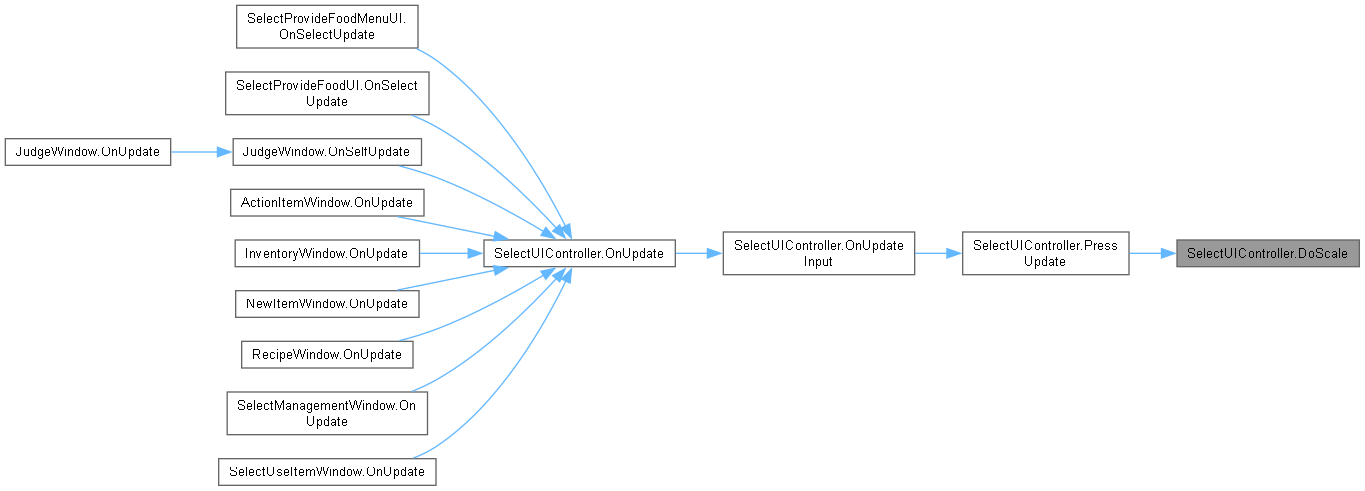 SelectProvideFoodMenuUI.
OnSelectUpdate
SelectProvideFoodUI.OnSelect
Update
JudgeWindow.OnUpdate
JudgeWindow.OnSelfUpdate
ActionItemWindow.OnUpdate
InventoryWindow.OnUpdate
SelectUIController.OnUpdate
SelectUIController.OnUpdate
Input
SelectUIController.Press
Update
SelectUIController.DoScale
NewItemWindow.OnUpdate
RecipeWindow.OnUpdate
SelectManagementWindow.On
Update
SelectUseItemWindow.OnUpdate